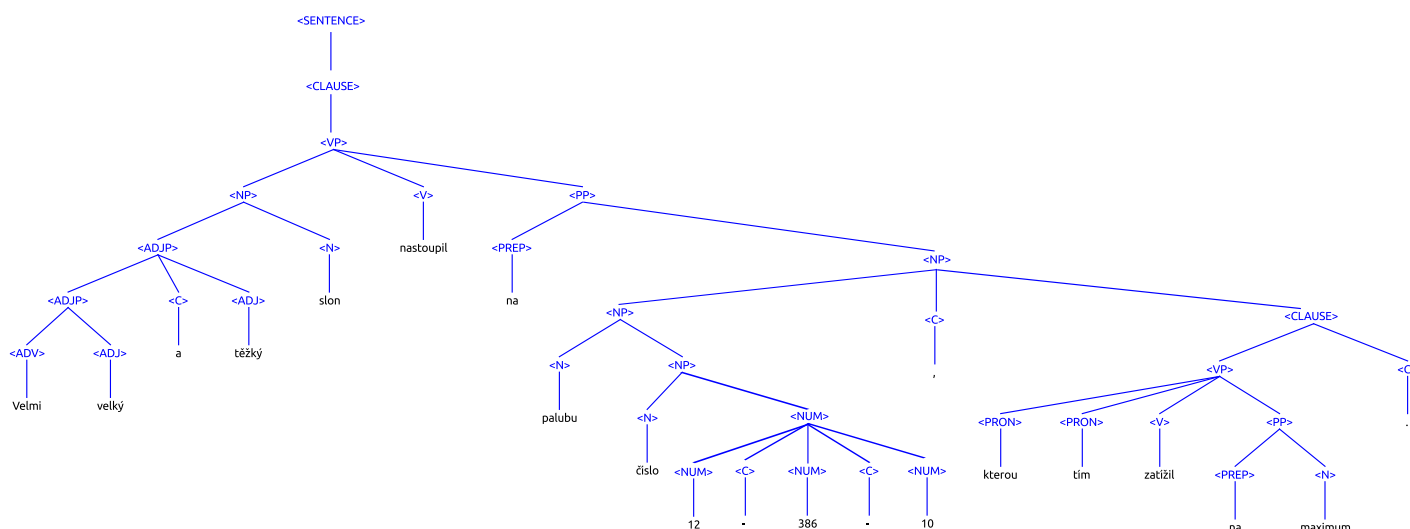 <SENTENCE>
<CLAUSE>
<VP>
<NP> <V> <PP>
<ADJP> <N> nastoupil <PREP> <NP>
<ADJP> <C> <ADJ> slon na <NP> <C> <CLAUSE>
<ADV> <ADJ> a těžký <N> <NP> , <VP>
Velmi velký palubu <N> <NUM> <PRON> <PRON> <V> <PP> .
číslo <NUM> <C> <NUM> <C> <NUM> kterou tím zatížil <PREP> <N>
12 - 386 - 10 na maximum